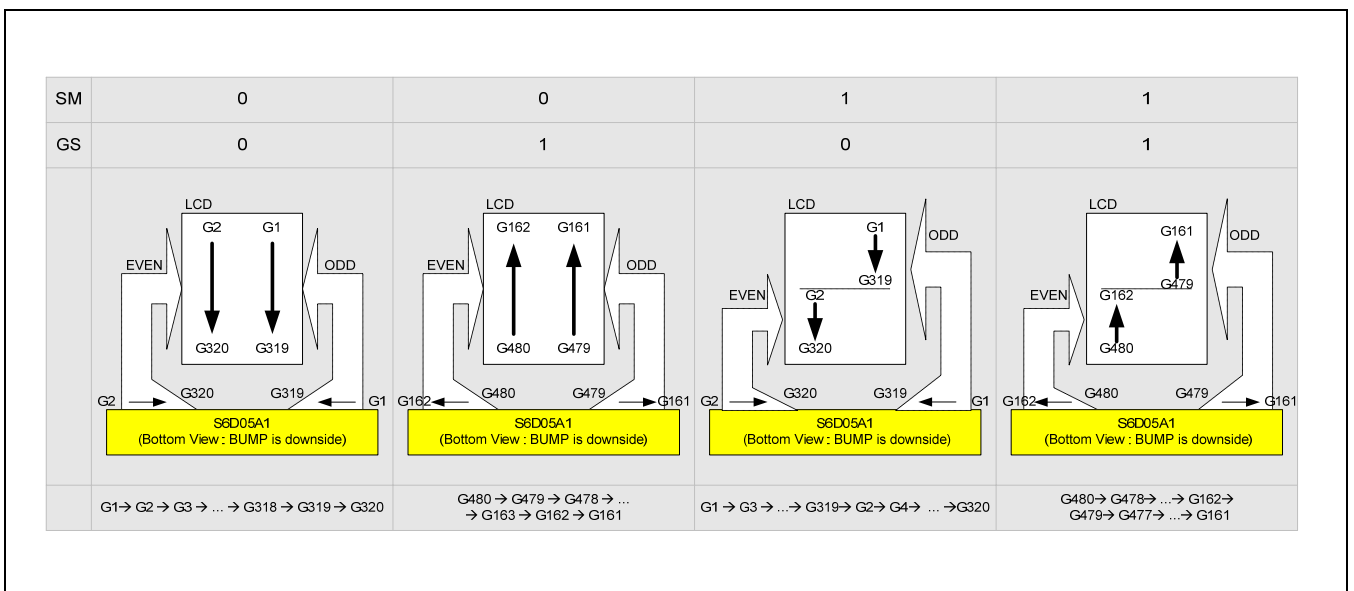 SM 0 0 1 1
GS 0 1 0 1
LCD
G2 G1
EVEN ODD
G320 G319
G320 G319
G2 G1
S6D05A1
(Bottom View : BUMP is downside)
LCD
G162 G161
EVEN ODD
G480 G479
G480 G479
G162 G161
S6D05A1
(Bottom View : BUMP is downside)
LCD
G1
ODD
G319
EVEN G2
G320
G320 G319
G2 G1
S6D05A1
(Bottom View : BUMP is downside)
LCD
G161
ODD
G479
EVEN G162
G480
G480 G479
G162 G161
S6D05A1
(Bottom View : BUMP is downside)
G1→ G2 → G3 → ... → G318 → G319 → G320
G480 → G479 → G478 → ...
→ G163 → G162 → G161
G1 → G3 → ...→ G319→ G2→ G4→ ... →G320
G480→ G478→ ...→ G162→
G479→ G477→ ...→ G161